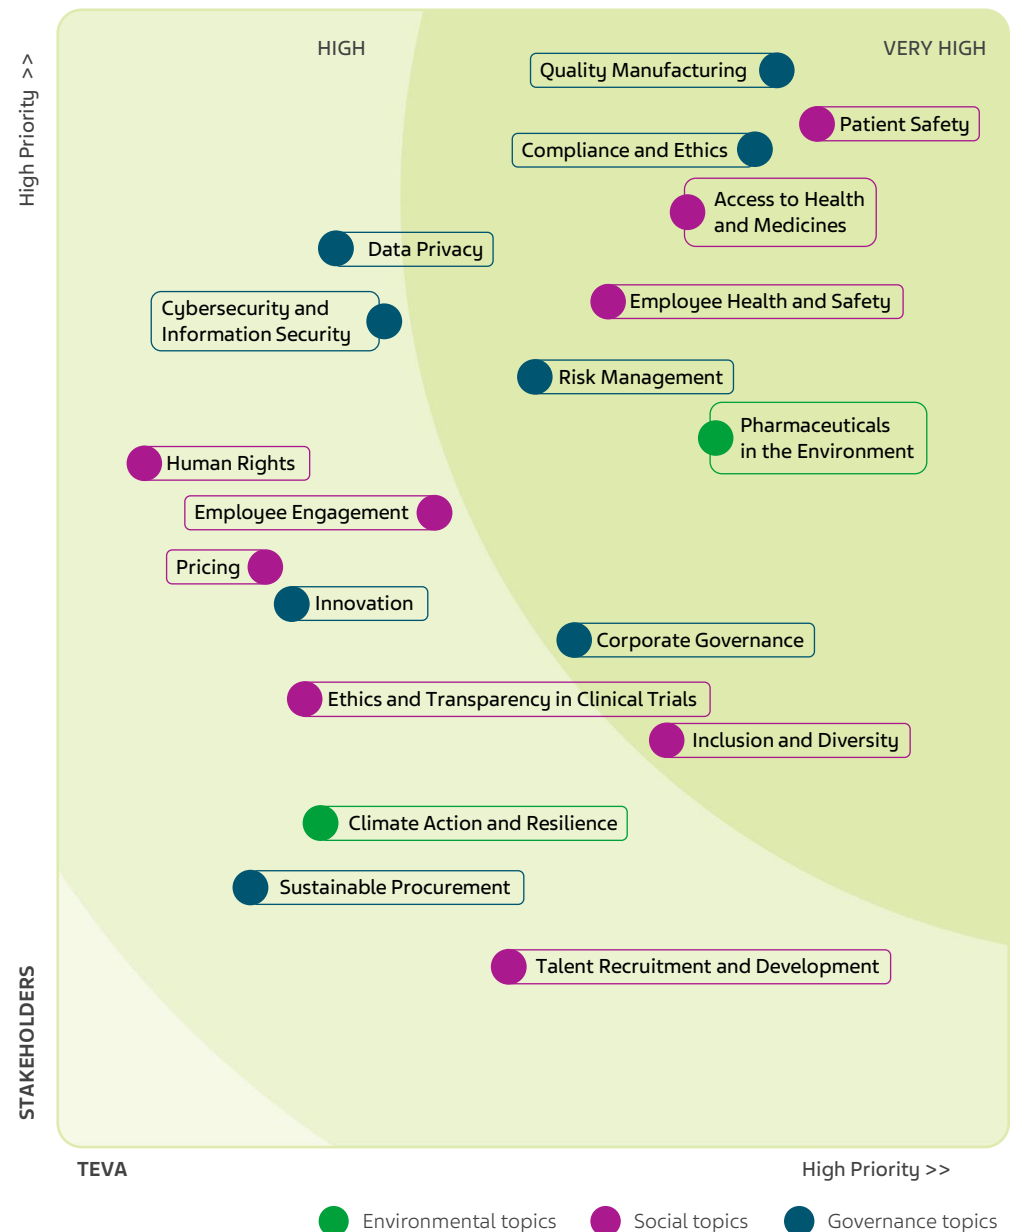 High Priority >>
HIGH
VERY HIGH
Quality Manufacturing
Patient Safety
Compliance and Ethics
Access to Health
and Medicines
Data Privacy
Employee Health and Safety
Cybersecurity and
Information Security
Risk Management
Pharmaceuticals
in the Environment
Human Rights
Employee Engagement
Pricing
Innovation
Corporate Governance
Ethics and Transparency in Clinical Trials
Inclusion and Diversity
Climate Action and Resilience
Sustainable Procurement
Talent Recruitment and Development
STAKEHOLDERS
TEVA
High Priority >>
Environmental topics
Social topics
Governance topics